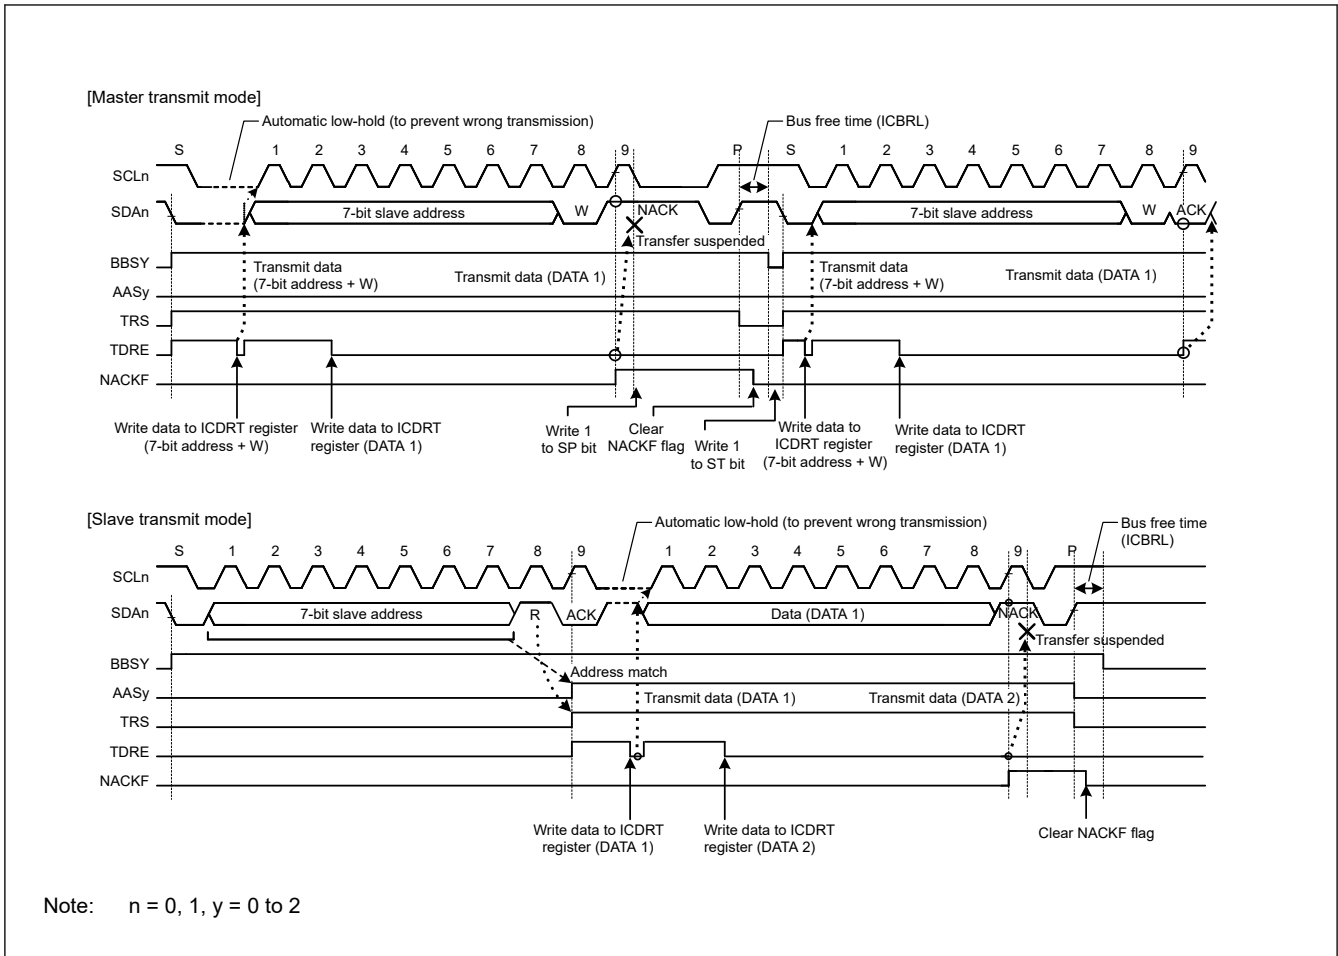 [Master transmit mode]
Automatic low-hold (to prevent wrong transmission)
Bus free time (ICBRL)
S 1 2 3 4 5 6 7 8 9 P S 1 2 3 4 5 6 7 8 9
SCLn
SDAn 7-bit slave address W NACK 7-bit slave address W ACK
Transfer suspended
BBSY
Transmit data
(7-bit address + W)
Transmit data (DATA 1)
Transmit data
(7-bit address + W)
Transmit data (DATA 1)
AASy
TRS
TDRE
NACKF
Write data to ICDRT register
(7-bit address + W)
Write data to ICDRT
register (DATA 1)
Write 1
to SP bit
Clear
NACKF flag
Write 1
to ST bit
Write data to
ICDRT register
(7-bit address + W)
Write data to ICDRT
register (DATA 1)
[Slave transmit mode]
Automatic low-hold (to prevent wrong transmission)
Bus free time
(ICBRL)
S 1 2 3 4 5 6 7 8 9 1 2 3 4 5 6 7 8 9 P
SCLn
SDAn 7-bit slave address R ACK Data (DATA 1) NACK
Transfer suspended
BBSY
Address match
AASy
Transmit data (DATA 1)
Transmit data (DATA 2)
TRS
TDRE
NACKF
Write data to ICDRT
register (DATA 1)
Write data to ICDRT
register (DATA 2)
Clear NACKF flag
Note: n = 0, 1, y = 0 to 2